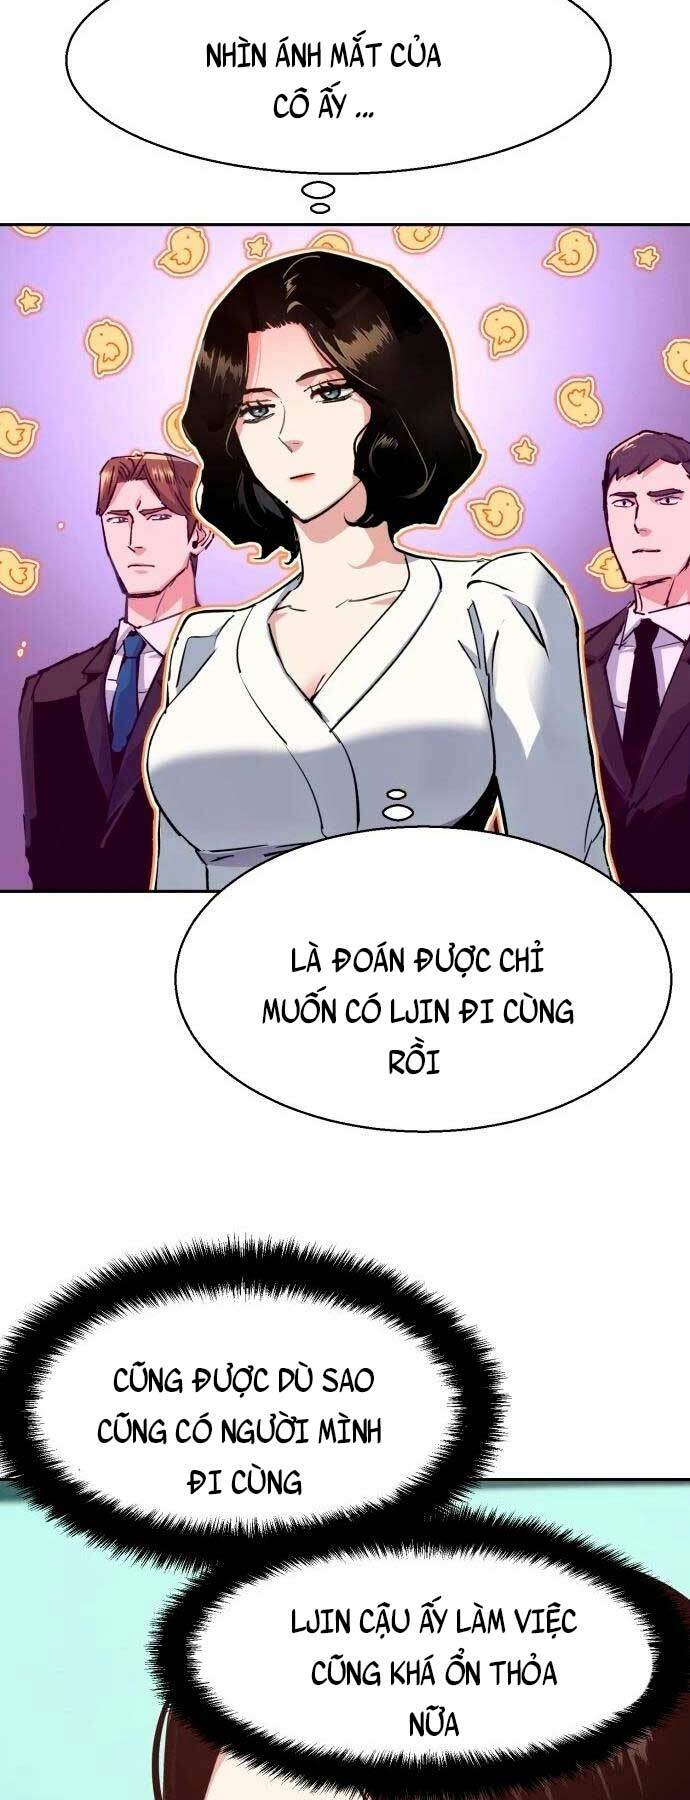 NHÌN ÁNH MẮT CỦA
CÔ ẤY ...
LÀ ĐOÁN ĐƯỢC CHỈ
MUỐN CÓ LJIN ĐI CÙNG
RỒI
CŨNG ĐƯỢC DÙ SAO
CŨNG CÓ NGƯỜI MÌNH
ĐI CÙNG
LJIN CẬU ẤY LÀM VIỆC
CŨNG KHÁ ỔN THỎA
NỮA